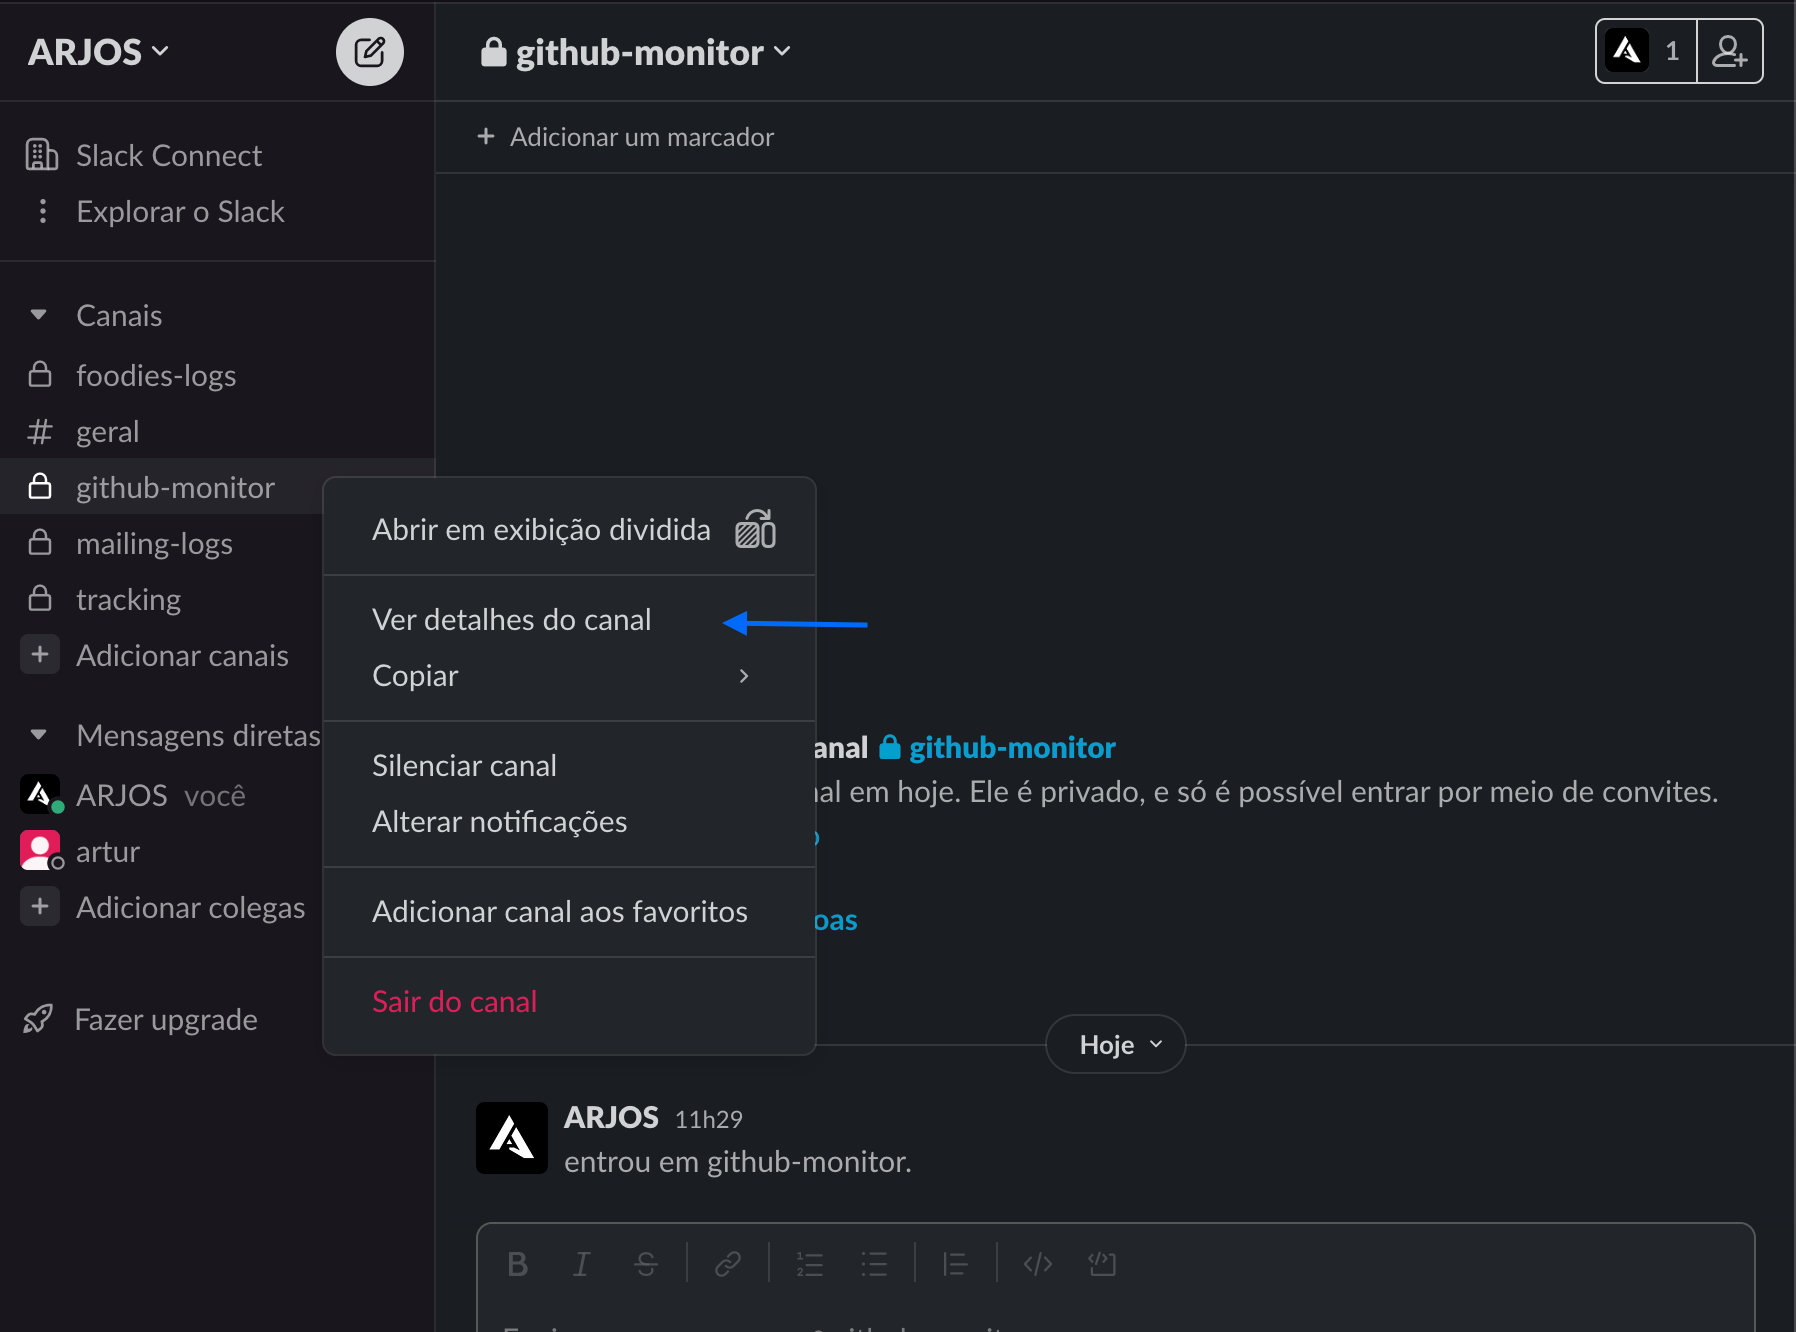 ARJOS
Slack Connect
Explorar o Slack
Canais
foodies-logs
geral
github-monitor
mailing-logs
tracking
Adicionar canais
Mensagens diretas
ARJOS você
artur
Adicionar colegas
Fazer upgrade
github-monitor
1
Adicionar um marcador
Abrir em exibição dividida
Ver detalhes do canal
Copiar
Silenciar canal
Alterar notificações
Adicionar canal aos favoritos
Sair do canal
anal github-monitor
al em hoje. Ele é privado, e só é possível entrar por meio de convites.
oas
Hoje
ARJOS 11h29
entrou em github-monitor.
B I S